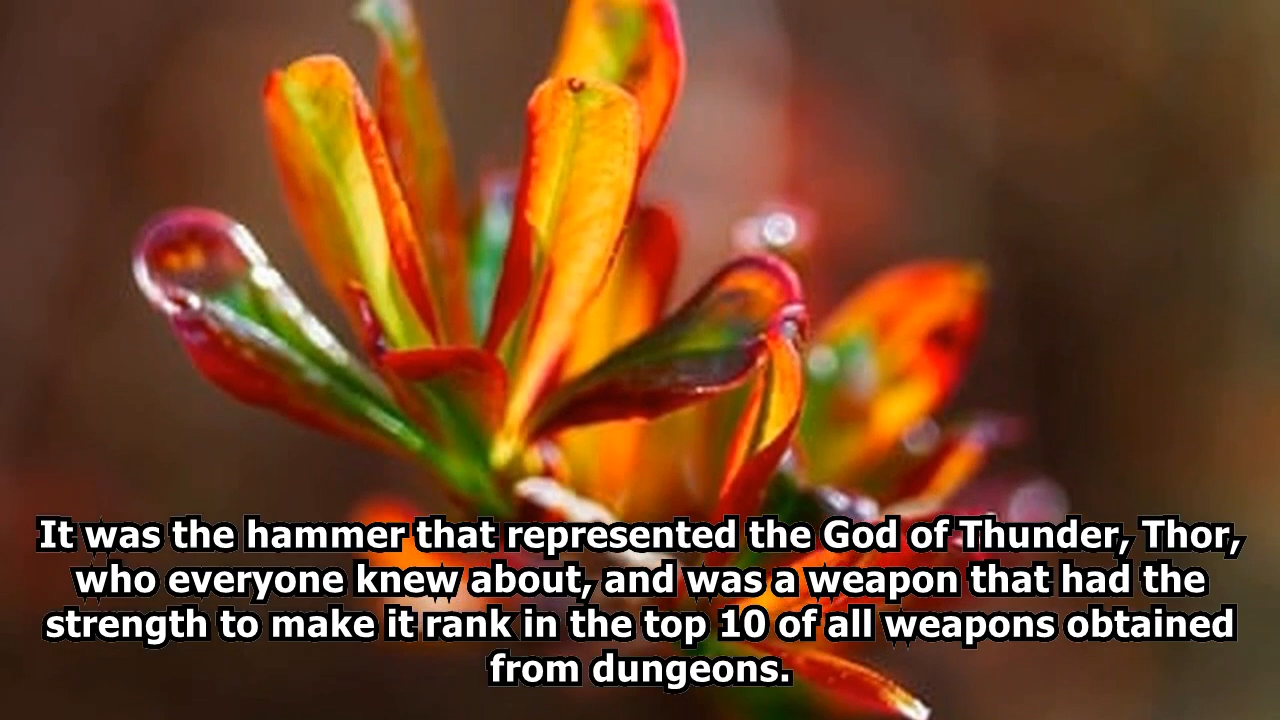 It was the hammer that represented the God of Thunder, Thor,
who everyone knew about, and was a weapon that had the
strength to make it rank in the top 10 of all weapons obtained
from dungeons.